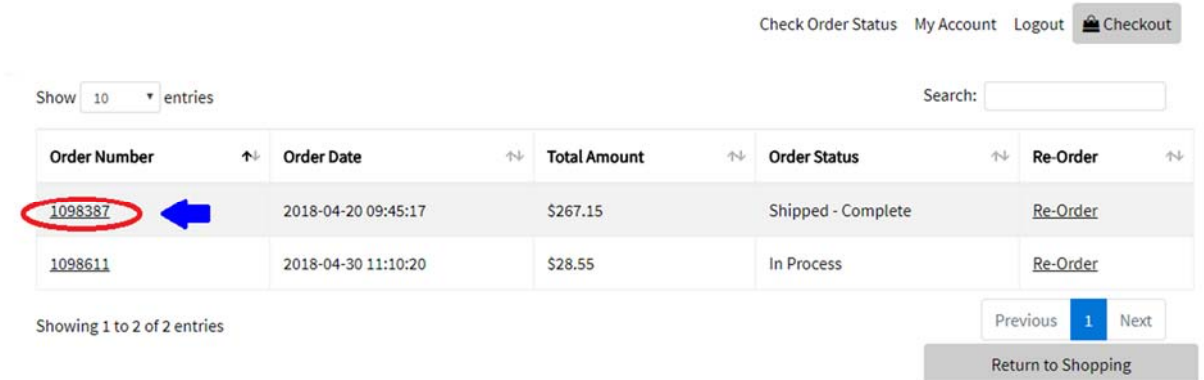 Check Order Status My Account Logout Checkout
Show 10 entries Search:
Order Number Order Date Total Amount Order Status Re-Order
1098387 2018-04-20 09:45:17 $267.15 Shipped - Complete Re-Order
1098611 2018-04-30 11:10:20 $28.55 In Process Re-Order
Showing 1 to 2 of 2 entries Previous 1 Next
Return to Shopping